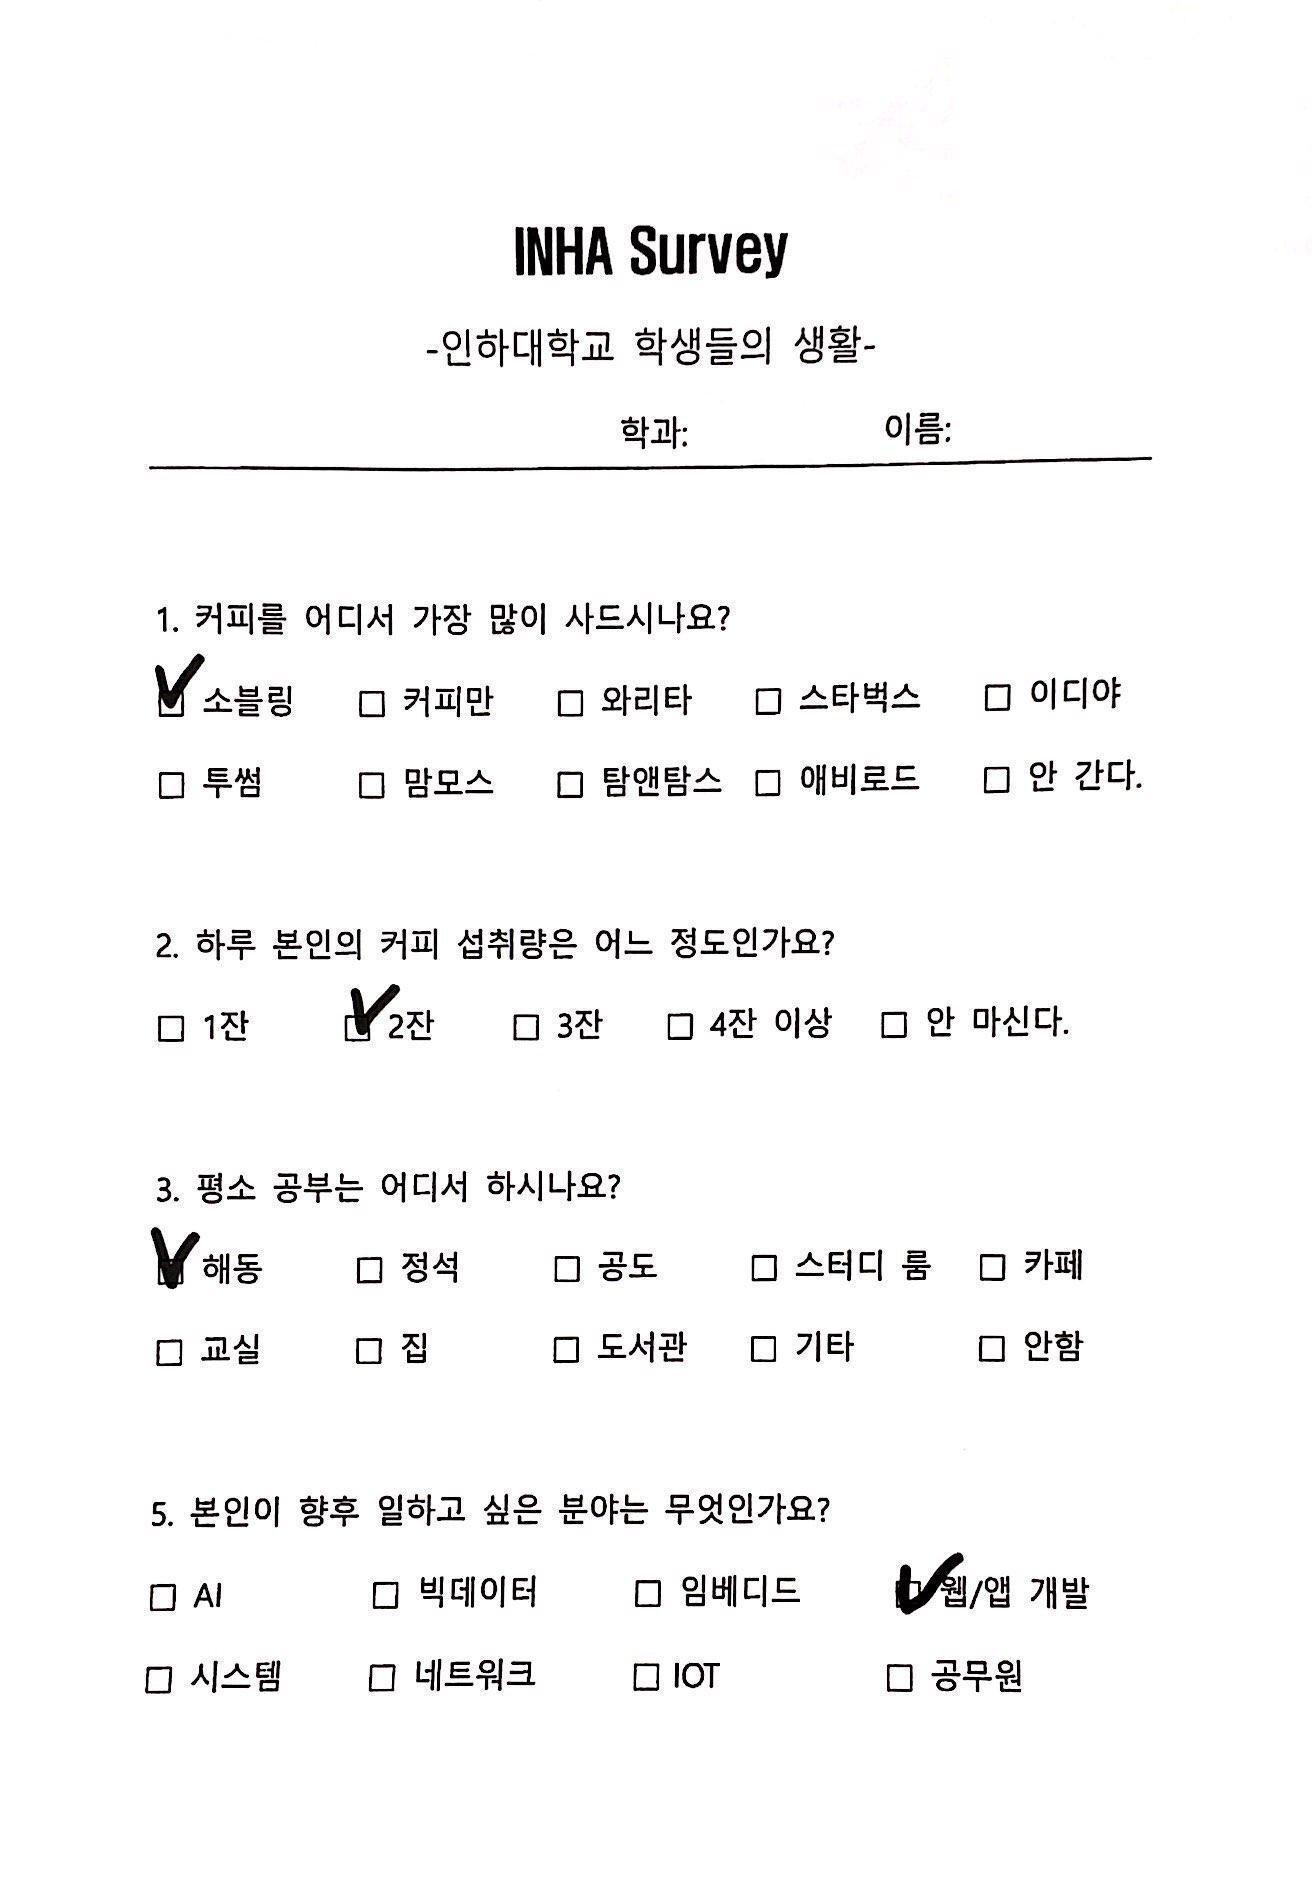 INHA Survey
-인하대학교 학생들의 생활-
학과: 이름:
1. 커피를 어디서 가장 많이 사드시나요?
☑ 소블링 □ 커피만 □ 와리타 □ 스타벅스 □ 이디야
□ 투썸 □ 맘모스 □ 탐앤탐스 □ 애비로드 □ 안 간다.
2. 하루 본인의 커피 섭취량은 어느 정도인가요?
□ 1잔 ☑ 2잔 □ 3잔 □ 4잔 이상 □ 안 마신다.
3. 평소 공부는 어디서 하시나요?
☑ 해동 □ 정석 □ 공도 □ 스터디 룸 □ 카페
□ 교실 □ 집 □ 도서관 □ 기타 □ 안함
5. 본인이 향후 일하고 싶은 분야는 무엇인가요?
□ AI □ 빅데이터 □ 임베디드 ☑ 웹/앱 개발
□ 시스템 □ 네트워크 □ IOT □ 공무원